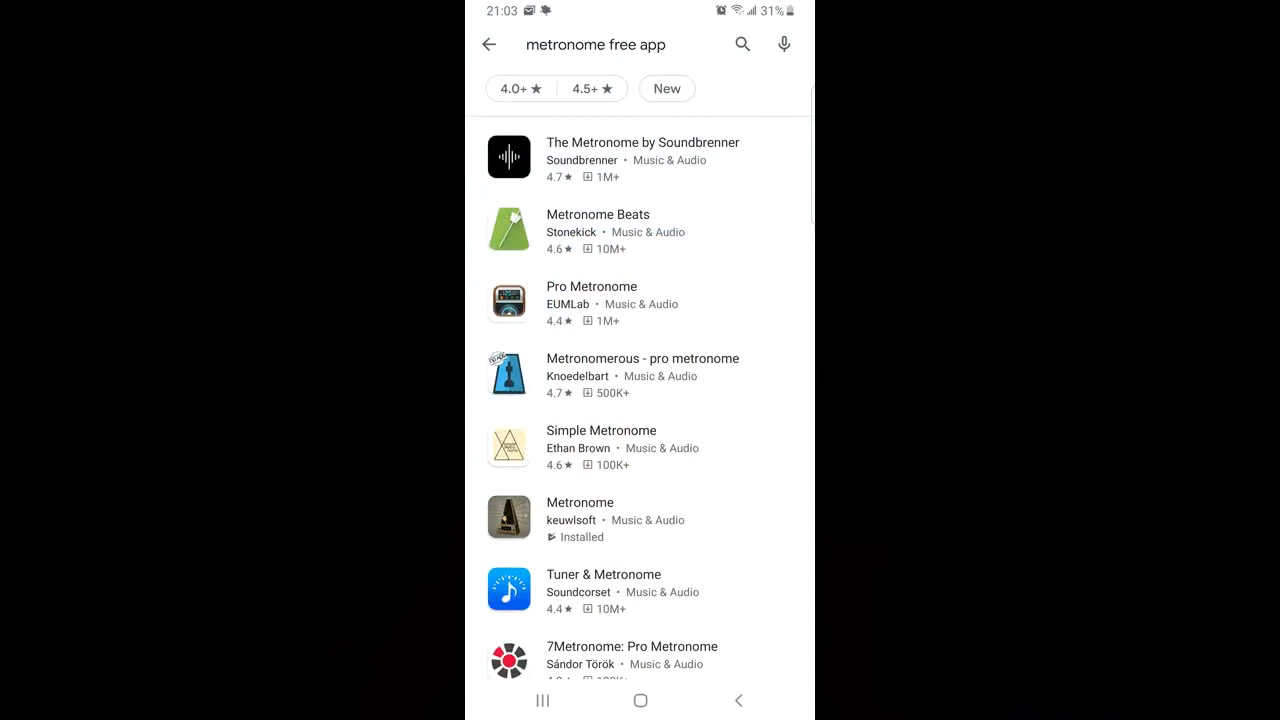 21:03 31%
metronome free app
4.0+ ★ 4.5+ ★ New
The Metronome by Soundbrenner
Soundbrenner • Music & Audio
4.7 ★ 1M+
Metronome Beats
Stonekick • Music & Audio
4.6 ★ 10M+
Pro Metronome
EUMLab • Music & Audio
4.4 ★ 1M+
NO ADS
Metronomerous - pro metronome
Knoedelbart • Music & Audio
4.7 ★ 500K+
Simple Metronome
Ethan Brown • Music & Audio
4.6 ★ 100K+
Metronome
keuwlsoft • Music & Audio
Installed
Tuner & Metronome
Soundcorset • Music & Audio
4.4 ★ 10M+
7Metronome: Pro Metronome
Sándor Török • Music & Audio